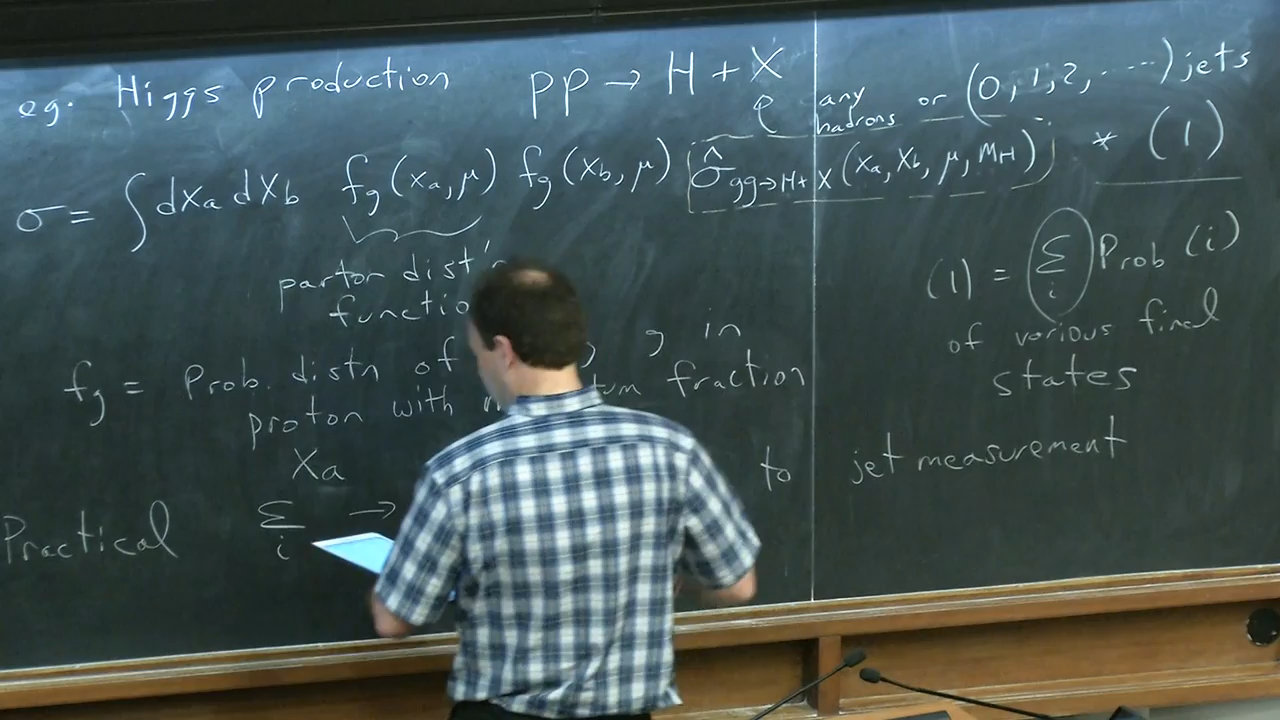 eg. Higgs production pp → H + X
any hadrons or (0, 1, 2, ....) jets
σ = ∫ dxa dxb fg(xa, μ) fg(xb, μ) σ̂gg→H+X(xa, xb, μ, mH) * (1)
parton dist'
functio
(1) = Σi Prob(i)
of various final
states
fg = Prob. distn of g in
proton with fraction
xa
Practical Σi → to jet measurement